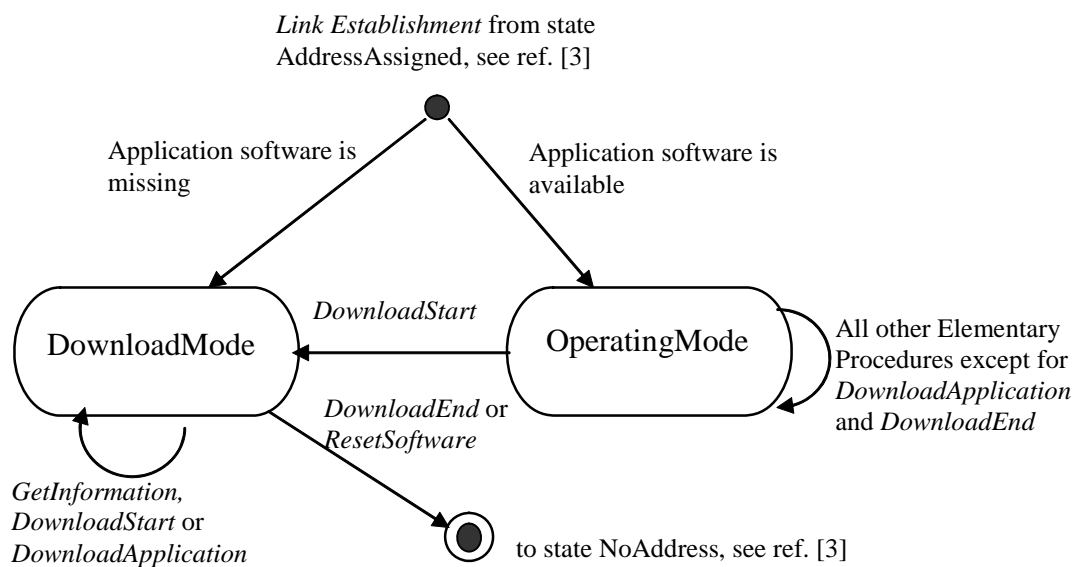 Link Establishment from state
AddressAssigned, see ref. [3]
Application software is
missing
Application software is
available
DownloadMode
DownloadStart
OperatingMode
All other Elementary
Procedures except for
DownloadApplication
and DownloadEnd
DownloadEnd or
ResetSoftware
GetInformation,
DownloadStart or
DownloadApplication
to state NoAddress, see ref. [3]